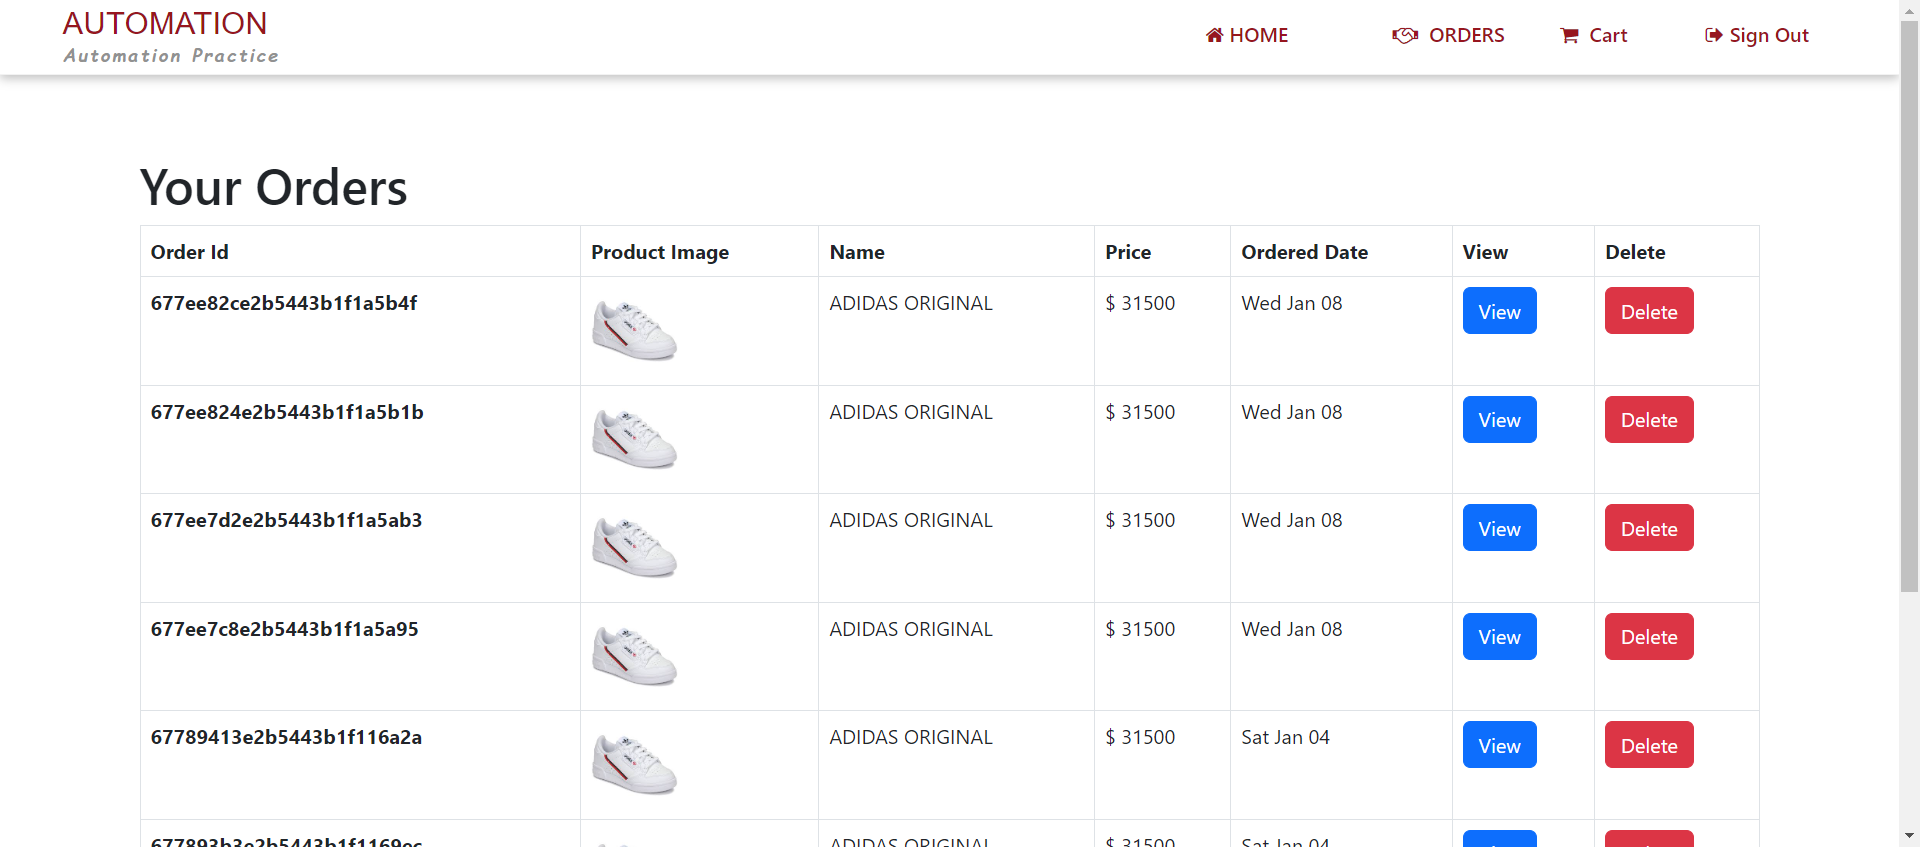 AUTOMATION
Automation Practice
HOME ORDERS Cart Sign Out
Your Orders
Order Id Product Image Name Price Ordered Date View Delete
677ee82ce2b5443b1f1a5b4f ADIDAS ORIGINAL $ 31500 Wed Jan 08 View Delete
677ee824e2b5443b1f1a5b1b ADIDAS ORIGINAL $ 31500 Wed Jan 08 View Delete
677ee7d2e2b5443b1f1a5ab3 ADIDAS ORIGINAL $ 31500 Wed Jan 08 View Delete
677ee7c8e2b5443b1f1a5a95 ADIDAS ORIGINAL $ 31500 Wed Jan 08 View Delete
67789413e2b5443b1f116a2a ADIDAS ORIGINAL $ 31500 Sat Jan 04 View Delete
677893b3e2b5443b1f1169ec ADIDAS ORIGINAL $ 31500 Sat Jan 04